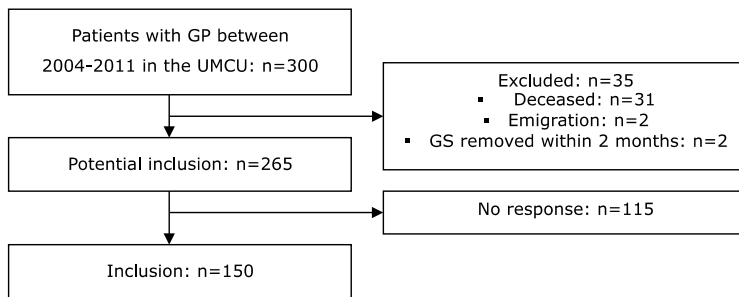 Patients with GP between
2004-2011 in the UMCU: n=300
Excluded: n=35
▪ Deceased: n=31
▪ Emigration: n=2
▪ GS removed within 2 months: n=2
Potential inclusion: n=265
No response: n=115
Inclusion: n=150